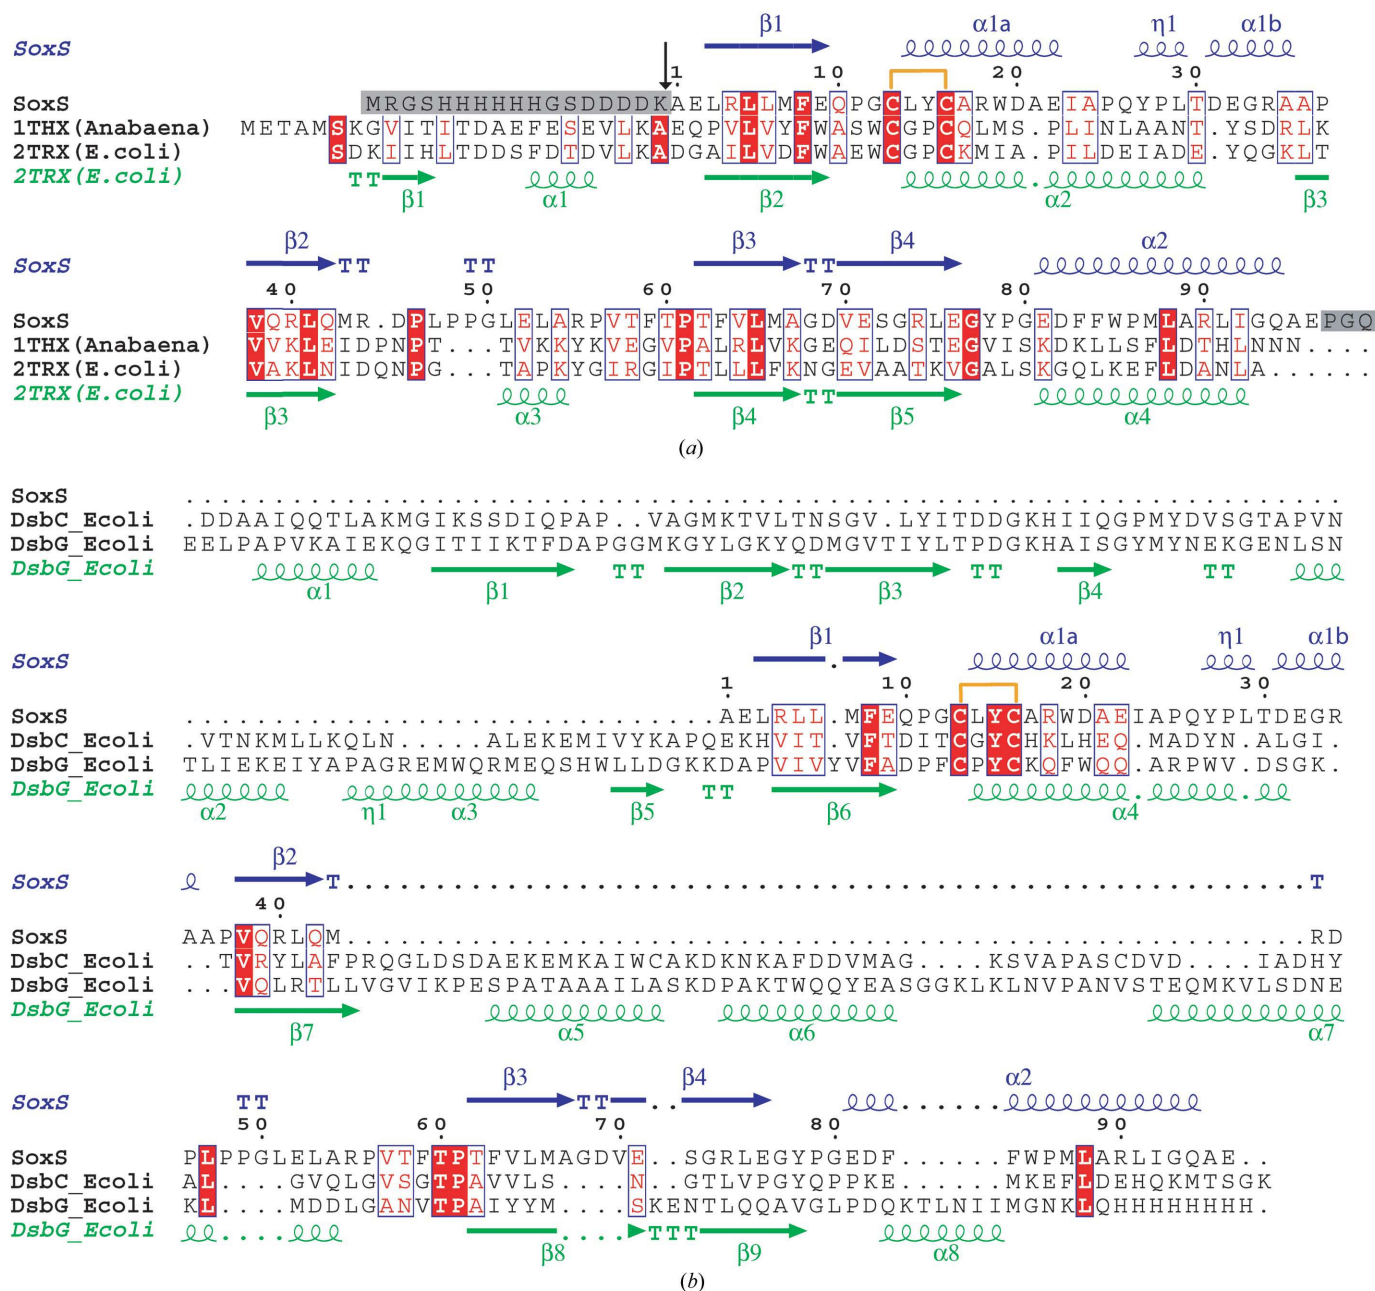 SoxS β1 α1a η1 α1b
1 10 20 30
SoxS MRGSHHHHHHGSDDDDKAELRLLMFEQPGCLYCARWDAEIAPQYPLTDEGRAAP
1THX(Anabaena) METAMSKGVITITDAEFESEVLKAEQPVLVYFWASWCGPCQLMS.PLINLAANT.YSDRLK
2TRX(E.coli) SDKIIHLTDDSFDTDVLKADGAILVDFWAEWCGPCKMIA.PILDEIADE.YQGKLT
2TRX(E.coli) TT β1 α1 β2 . α2 β3
SoxS β2 TT TT β3 TT β4 α2
40 50 60 70 80 90
SoxS VQRLQMR.DPLPPGLELARPVTFTPTFVLMAGDVESGRLEGYPGEDFFWPMLARLIGQAEPGQ
1THX(Anabaena) VVKLEIDPNPT...TVKKYKVEGVPALRLVKGEQILDSTEGVISKDKLLSFLDTHLNNN....
2TRX(E.coli) VAKLNIDQNPG...TAPKYGIRGIPTLLLFKNGEVAATKVGALSKGQLKEFLDANLA......
2TRX(E.coli) β3 α3 β4 TT β5 α4
(a)
SoxS .................................................................
DsbC_Ecoli .DDAAIQQTLAKMGIKSSDIQPAP..VAGMKTVLTNSGV.LYITDDGKHIIQGPMYDVSGTAPVN
DsbG_Ecoli EELPAPVKAIEKQGITIIKTFDAPGGMKGYLGKYQDMGVTIYLTPDGKHAISGYMYNEKGENLSN
DsbG_Ecoli α1 β1 TT β2 TT β3 TT β4 TT
SoxS β1 . α1a η1 α1b
1 10 20 30
SoxS ..............................AELRLL.MFEQPGCLYCARWDAEIAPQYPLTDEGR
DsbC_Ecoli .VTNKMLLKQLN.....ALEKEMIVYKAPQEKHVIT.VFTDITCGYCHKLHEQ.MADYN.ALGI.
DsbG_Ecoli TLIEKEIYAPAGREMWQRMEQSHWLLDGKKDAPVIVYVFADPFCPYCKQFWQQ.ARPWV.DSGK.
DsbG_Ecoli α2 η1 α3 β5 TT β6 α4 . .
SoxS β2 T......................................................T
40
SoxS AAPVQRLQM......................................................RD
DsbC_Ecoli ..TVRYLAFPRQGLDSDAEKEMKAIWCAKDKNKAFDDVMAG....KSVAPASCDVD....IADHY
DsbG_Ecoli ...VQLRTLLVGVIKPESPATAAAILASKDPAKTWQQYEASGGKLKLNVPANVSTEQMKVLSDNE
DsbG_Ecoli β7 α5 α6 α7
SoxS TT β3 TT .. β4 ...... α2
50 60 70 80 90
SoxS PLPPGLELARPVTFTPTFVLMAGDVE..SGRLEGYPGEDF......FWPMLARLIGQAE..
DsbC_Ecoli AL....GVQLGVSGTPAVVLS....N..GTLVPGYQPPKE......MKEFLDEHQKMTSGK
DsbG_Ecoli KL....MDDLGANVTPAIYYM....SKENTLQQAVGLPDQKTLNIIMGNKLQHHHHHHHH.
DsbG_Ecoli .... β8 .... TTT β9 α8
(b)